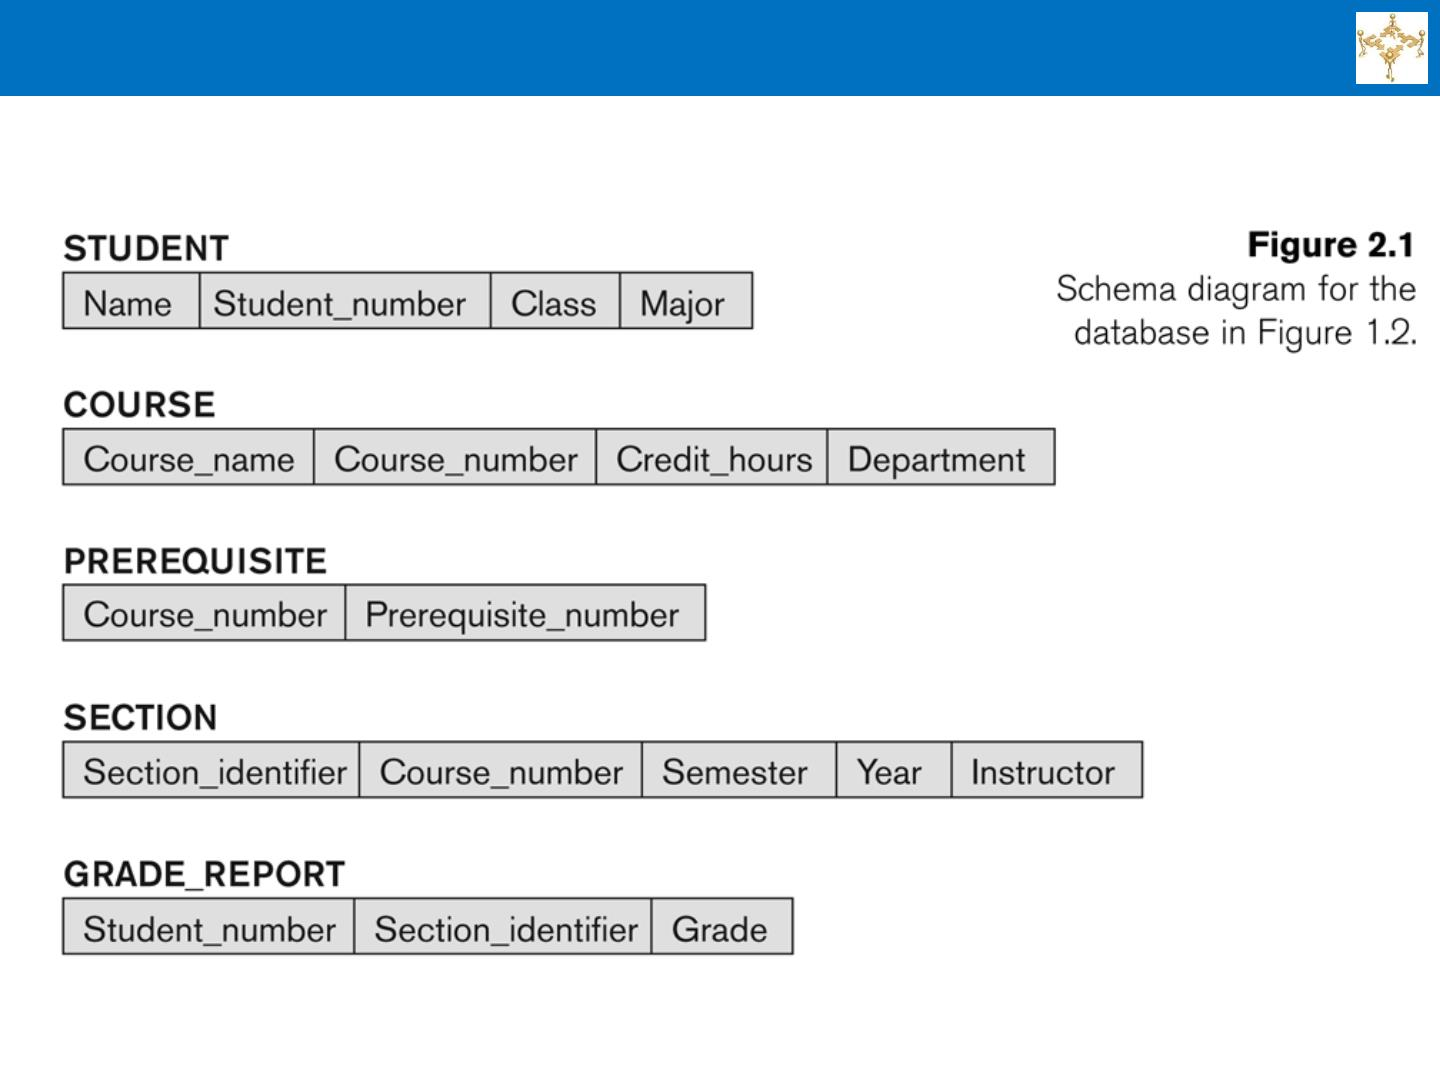 STUDENT
Name Student_number Class Major
Figure 2.1
Schema diagram for the
database in Figure 1.2.
COURSE
Course_name Course_number Credit_hours Department
PREREQUISITE
Course_number Prerequisite_number
SECTION
Section_identifier Course_number Semester Year Instructor
GRADE_REPORT
Student_number Section_identifier Grade